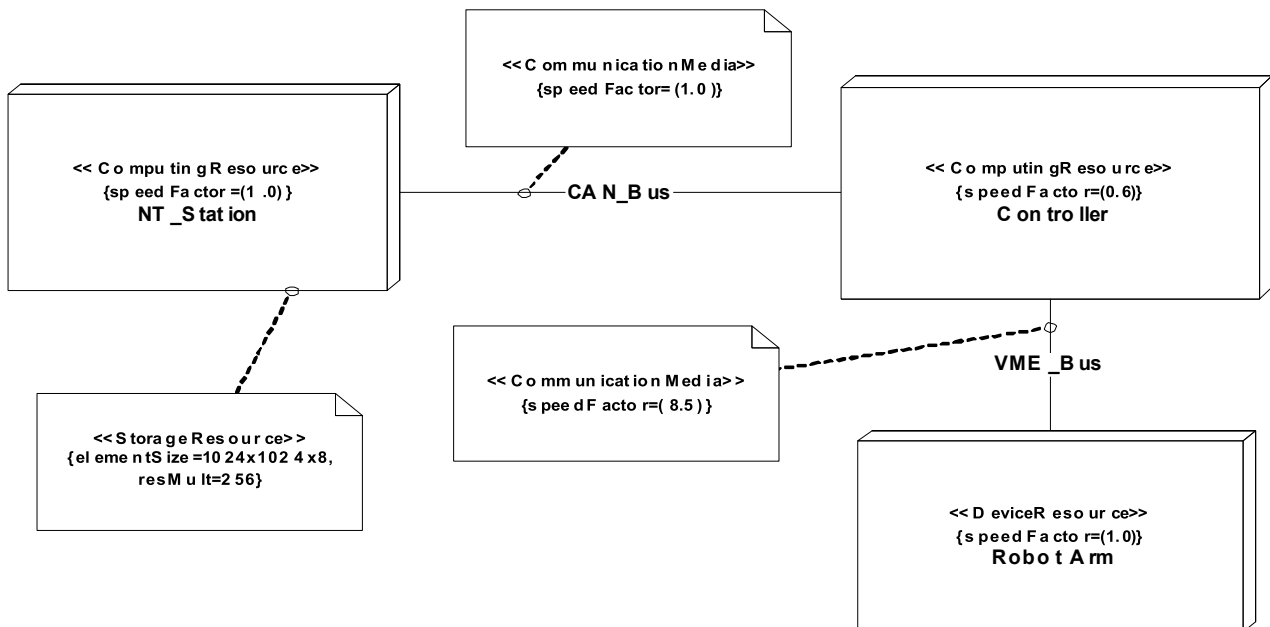 <<CommunicationMedia>>
{speedFactor=(1.0)}
<<ComputingResource>>
{speedFactor=(1.0)}
NT_Station
CAN_Bus
<<ComputingResource>>
{speedFactor=(0.6)}
Controller
<<CommunicationMedia>>
{speedFactor=(8.5)}
VME_Bus
<<StorageResource>>
{elementSize=1024x1024x8,
resMult=256}
<<DeviceResource>>
{speedFactor=(1.0)}
Robot Arm